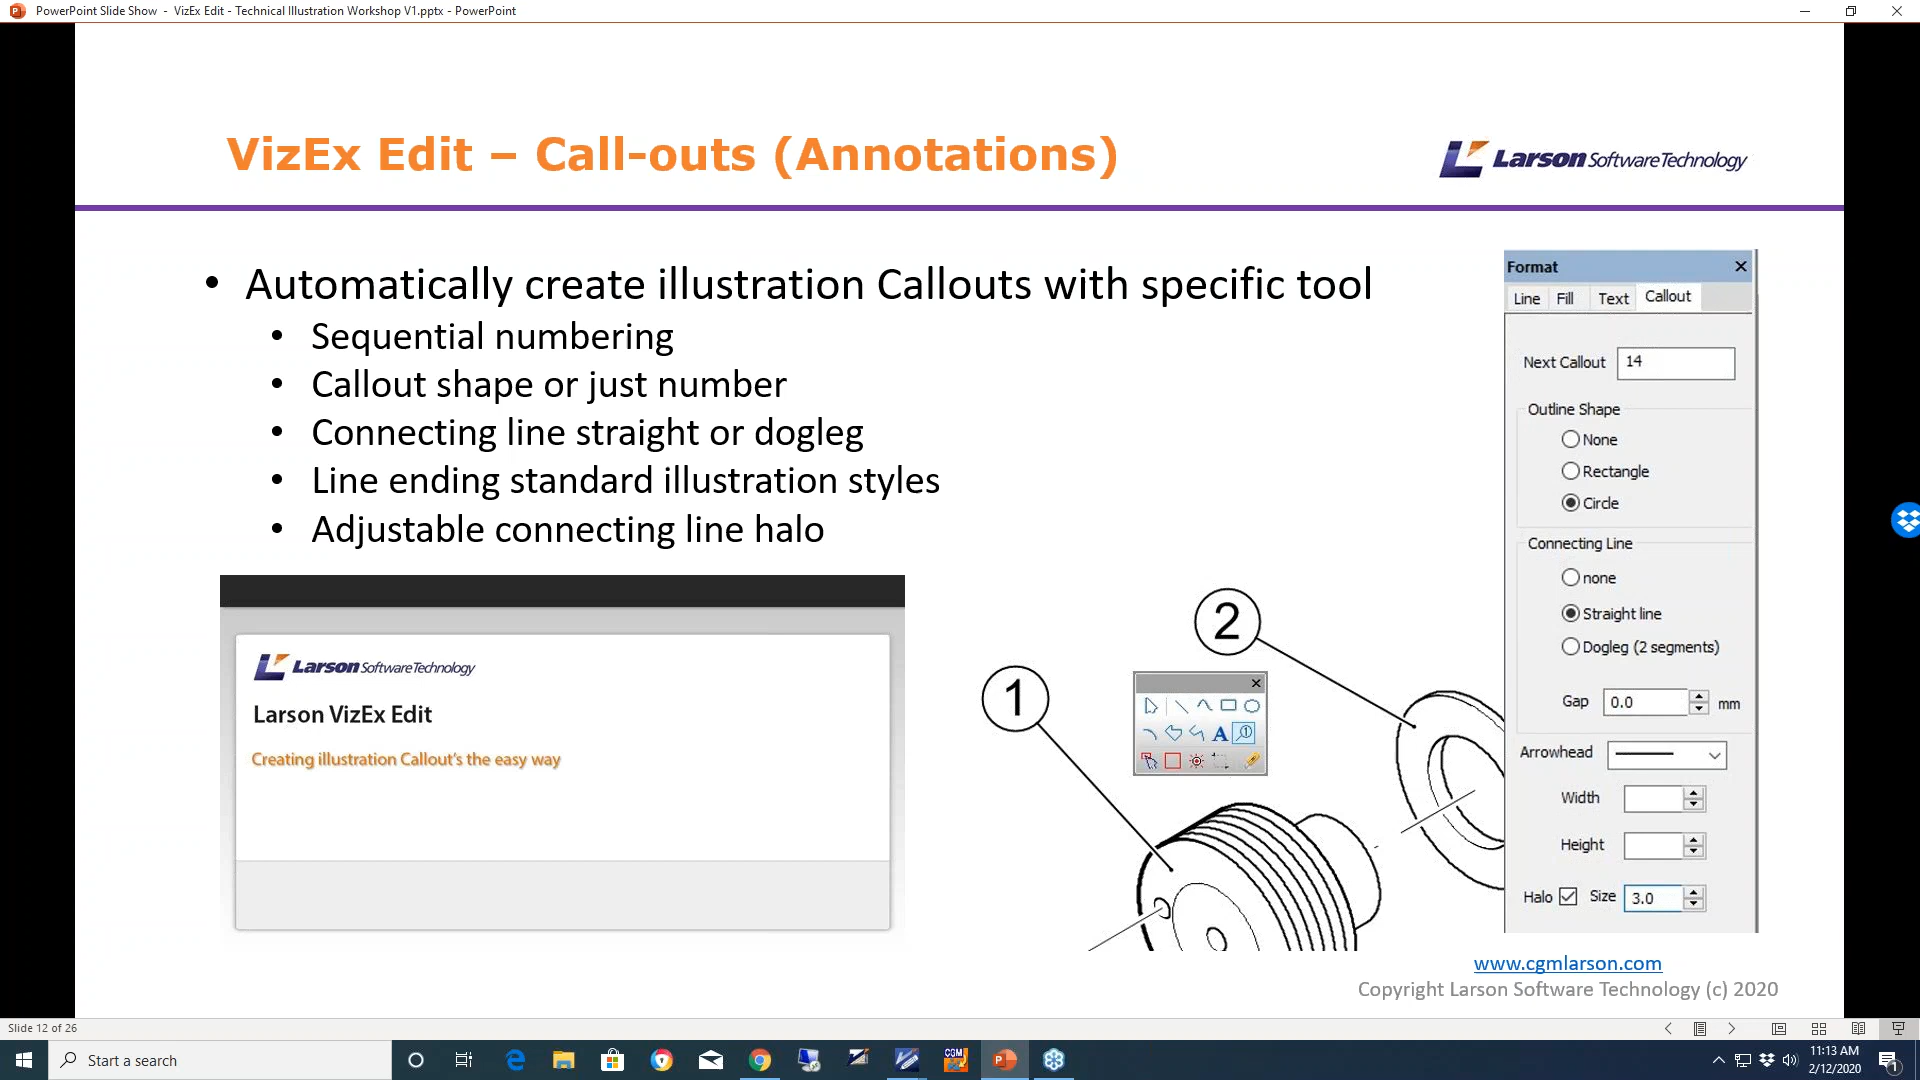 PowerPoint Slide Show - VizEx Edit - Technical Illustration Workshop V1.pptx - PowerPoint
VizEx Edit – Call-outs (Annotations)
Larson Software Technology
• Automatically create illustration Callouts with specific tool
• Sequential numbering
• Callout shape or just number
• Connecting line straight or dogleg
• Line ending standard illustration styles
• Adjustable connecting line halo
Larson Software Technology
Larson VizEx Edit
Creating illustration Callout's the easy way
1
2
A
Format
Line Fill Text Callout
Next Callout 14
Outline Shape
None
Rectangle
Circle
Connecting Line
none
Straight line
Dogleg (2 segments)
Gap 0.0 mm
Arrowhead
Width
Height
Halo Size 3.0
www.cgmlarson.com
Copyright Larson Software Technology (c) 2020
Slide 12 of 26
Start a search
CGM
11:13 AM
2/12/2020
1